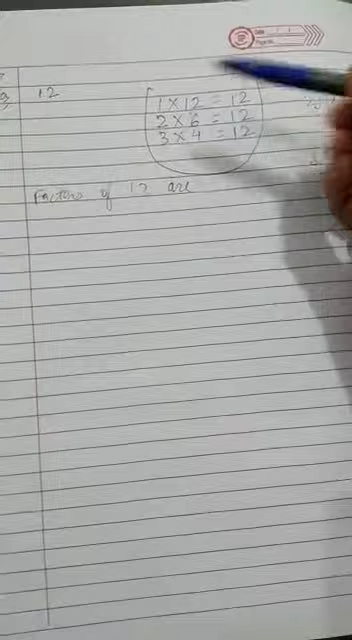 12
1 × 12 = 12
2 × 6 = 12
3 × 4 = 12
Factors of 12 are